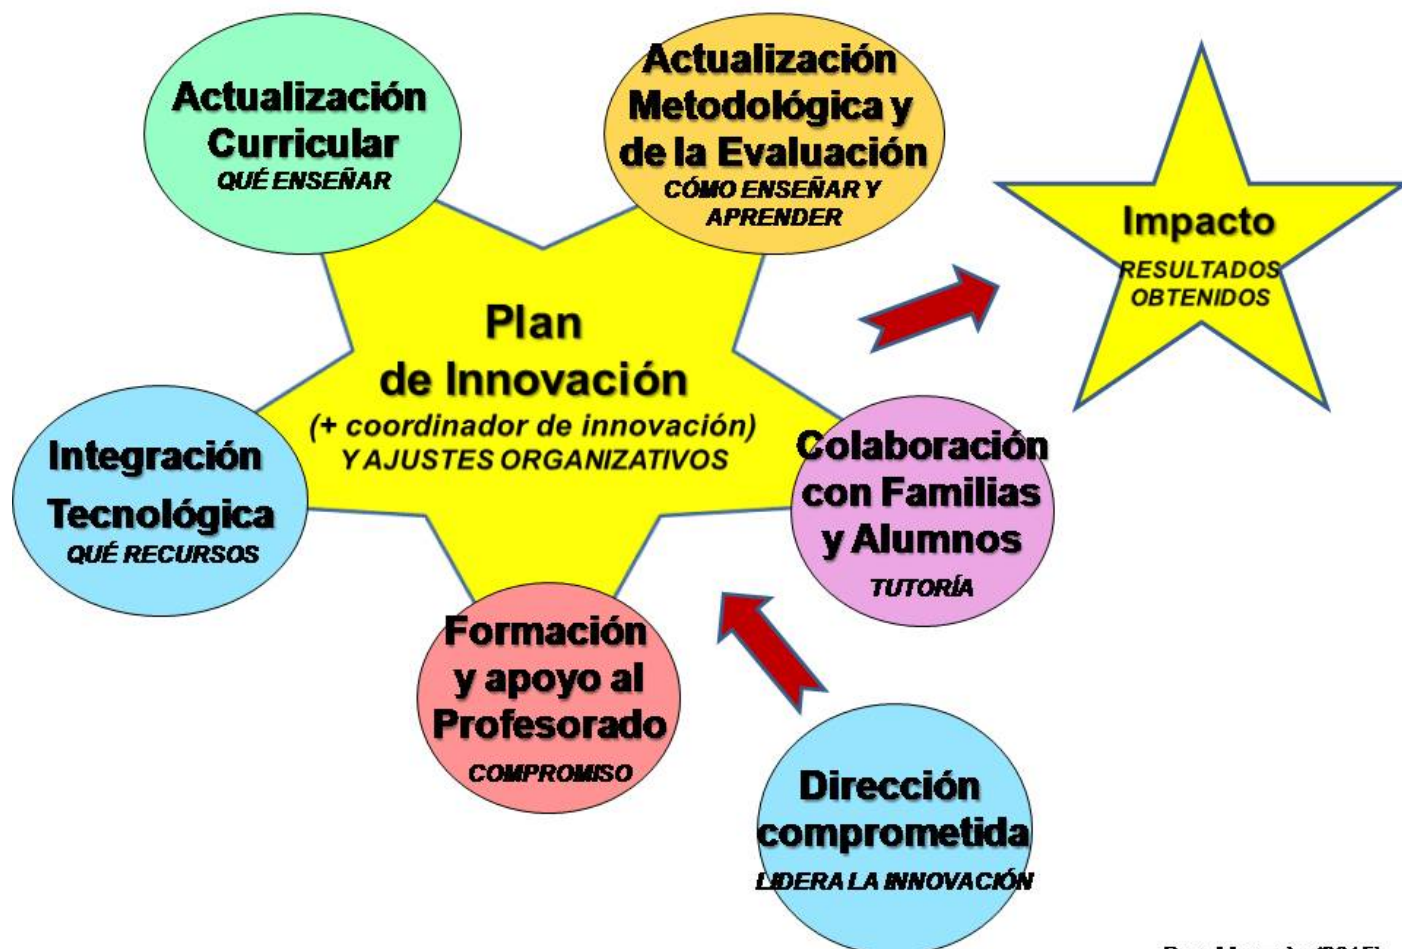 Actualización
Curricular
QUÉ ENSEÑAR
Actualización
Metodológica y
de la Evaluación
CÓMO ENSEÑAR Y
APRENDER
Impacto
RESULTADOS
OBTENIDOS
Plan
de Innovación
(+ coordinador de innovación)
Y AJUSTES ORGANIZATIVOS
Integración
Tecnológica
QUÉ RECURSOS
Colaboración
con Familias
y Alumnos
TUTORÍA
Formación
y apoyo al
Profesorado
COMPROMISO
Dirección
comprometida
LIDERA LA INNOVACIÓN